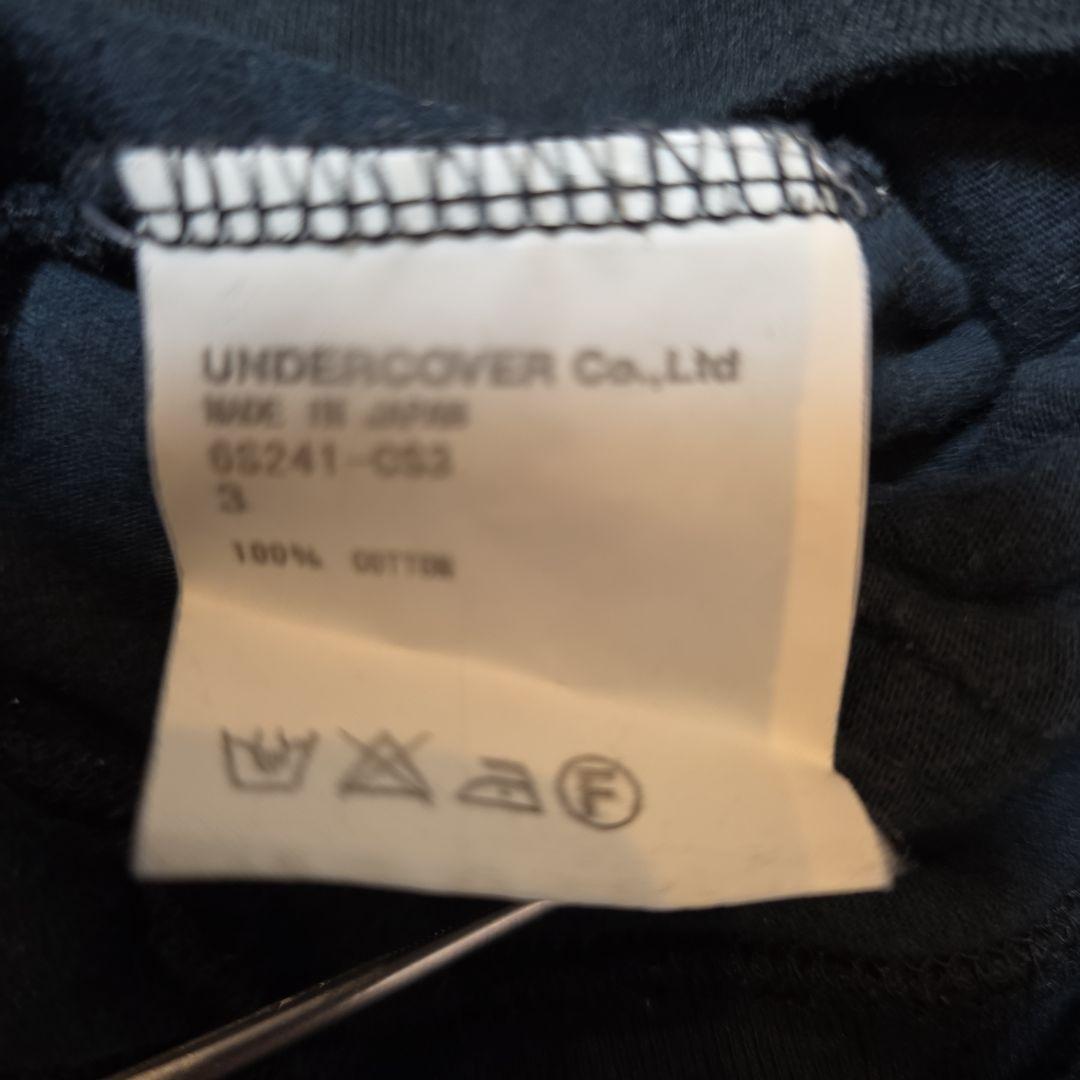 UNDERCOVER Co.,Ltd
MADE IN JAPAN
6S241-CS3
3
100% COTTON
F